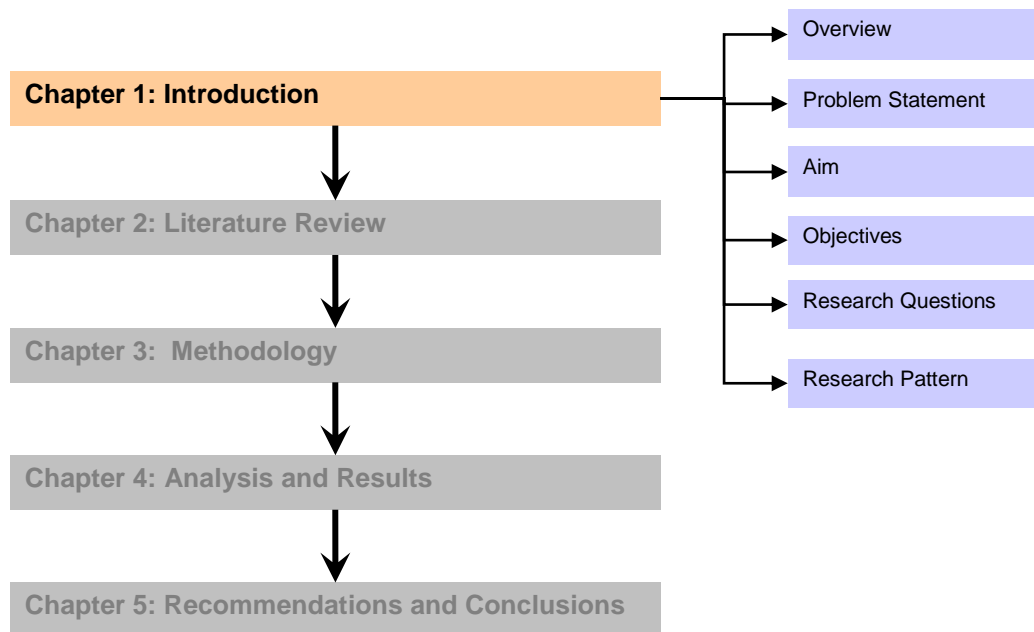 Chapter 1: Introduction
Overview
Problem Statement
Aim
Objectives
Research Questions
Research Pattern
Chapter 2: Literature Review
Chapter 3:  Methodology
Chapter 4: Analysis and Results
Chapter 5: Recommendations and Conclusions